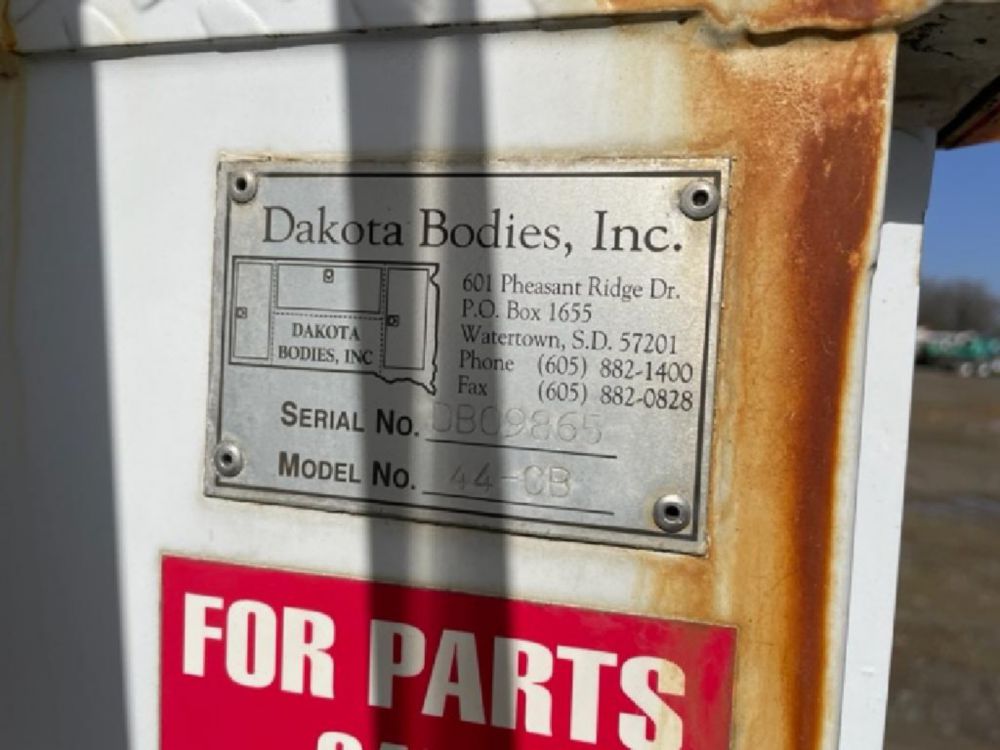 Dakota Bodies, Inc.
DAKOTA
BODIES, INC
601 Pheasant Ridge Dr.
P.O. Box 1655
Watertown, S.D. 57201
Phone (605) 882-1400
Fax (605) 882-0828
SERIAL NO. DB09865
MODEL NO. 44-CB
FOR PARTS